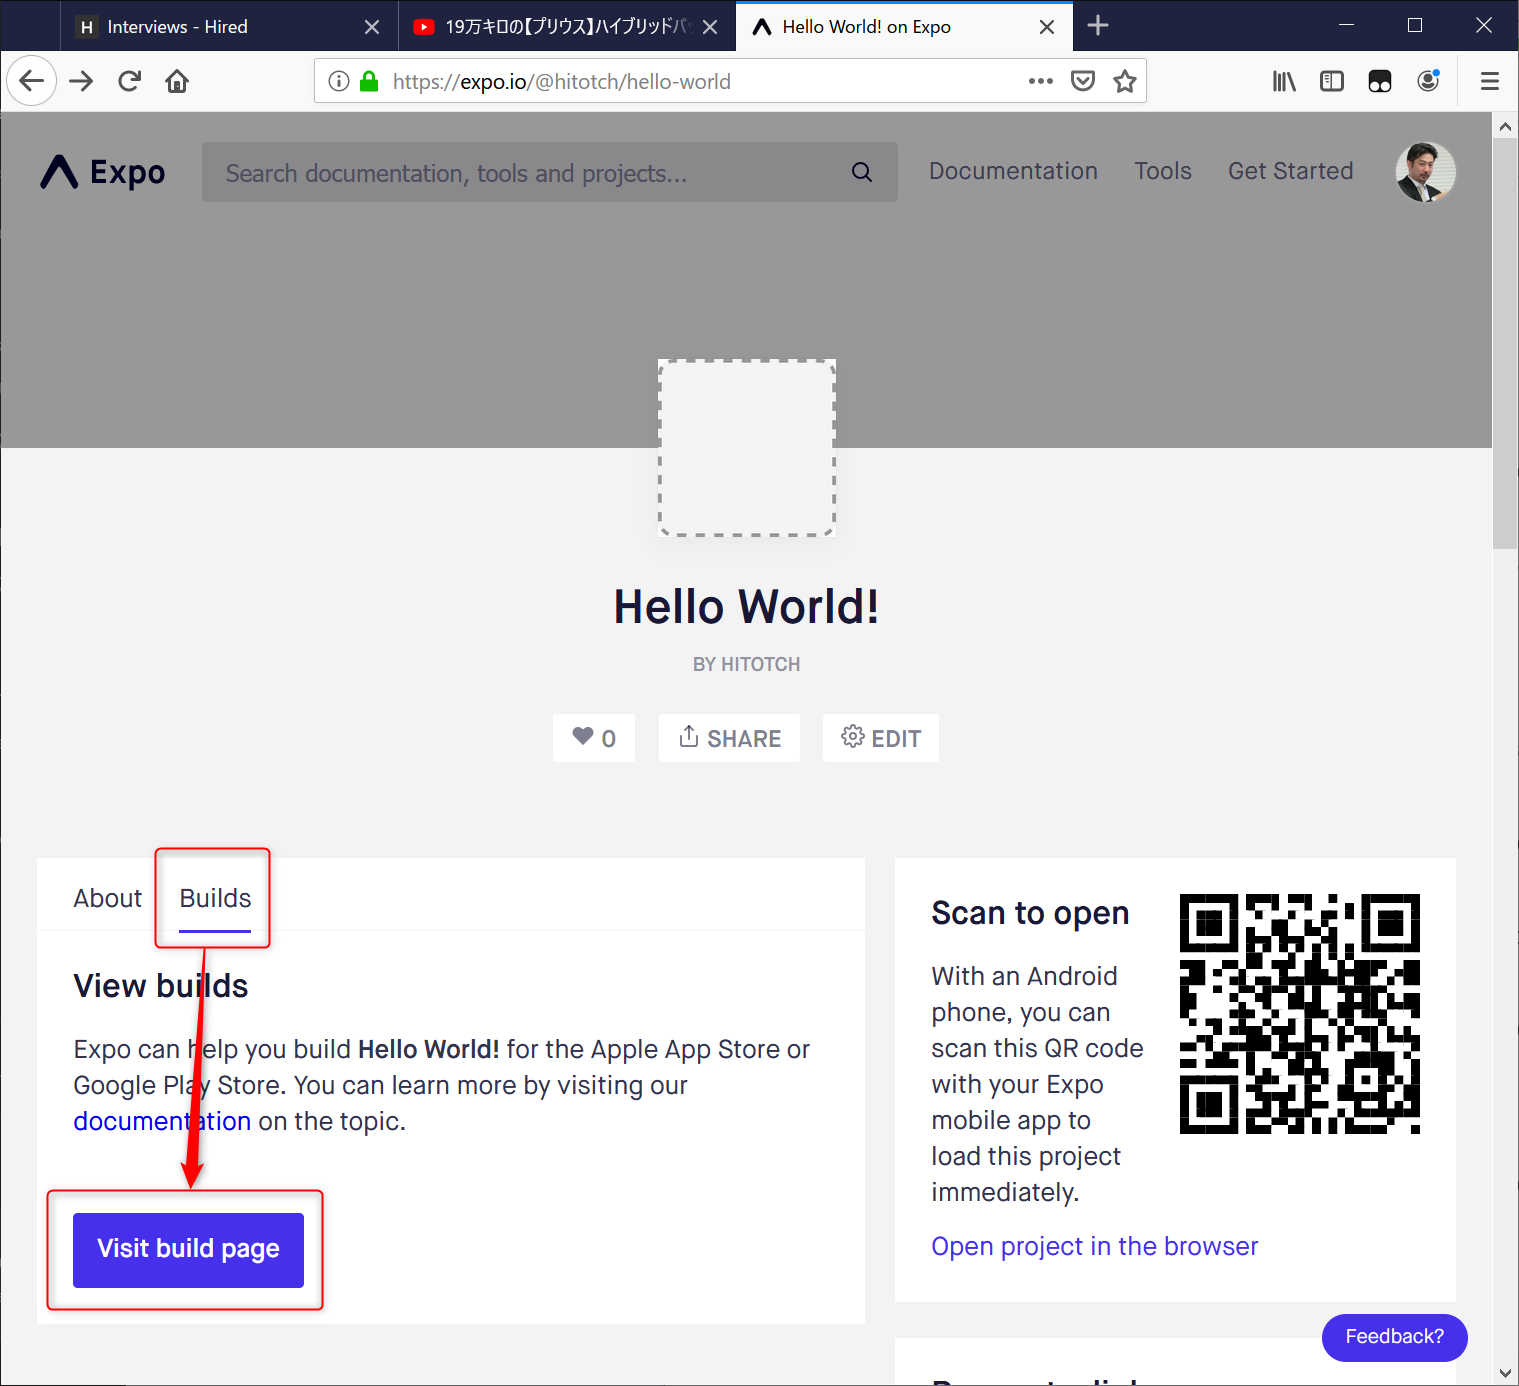 H Interviews - Hired
19万キロの【プリウス】ハイブリッドバッ
Hello World! on Expo
https://expo.io/@hitotch/hello-world
Expo
Search documentation, tools and projects...
Documentation
Tools
Get Started
Hello World!
BY HITOTCH
0
SHARE
EDIT
About
Builds
View builds
Expo can help you build Hello World! for the Apple App Store or
Google Play Store. You can learn more by visiting our
documentation on the topic.
Visit build page
Scan to open
With an Android
phone, you can
scan this QR code
with your Expo
mobile app to
load this project
immediately.
Open project in the browser
Feedback?